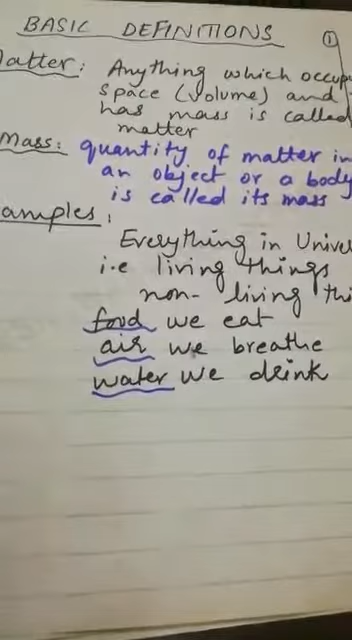 BASIC DEFINITIONS ①
atter: Anything which occup
space (volume) and
has mass is called
matter
Mass: quantity of matter in
an object or a body
is called its mass
amples:
Everything in Univer
i.e living things
non-living thi
food we eat
air we breathe
water we drink